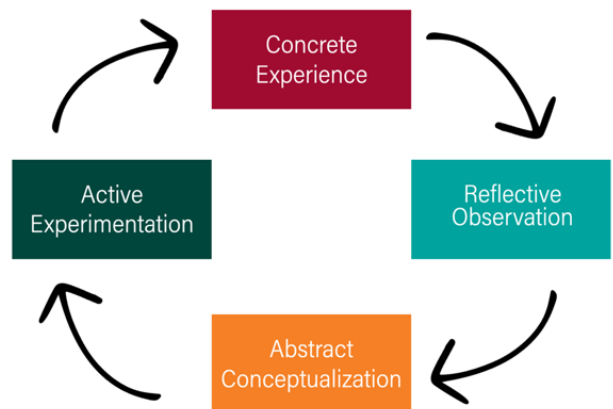 Concrete
Experience
Active
Experimentation
Reflective
Observation
Abstract
Conceptualization